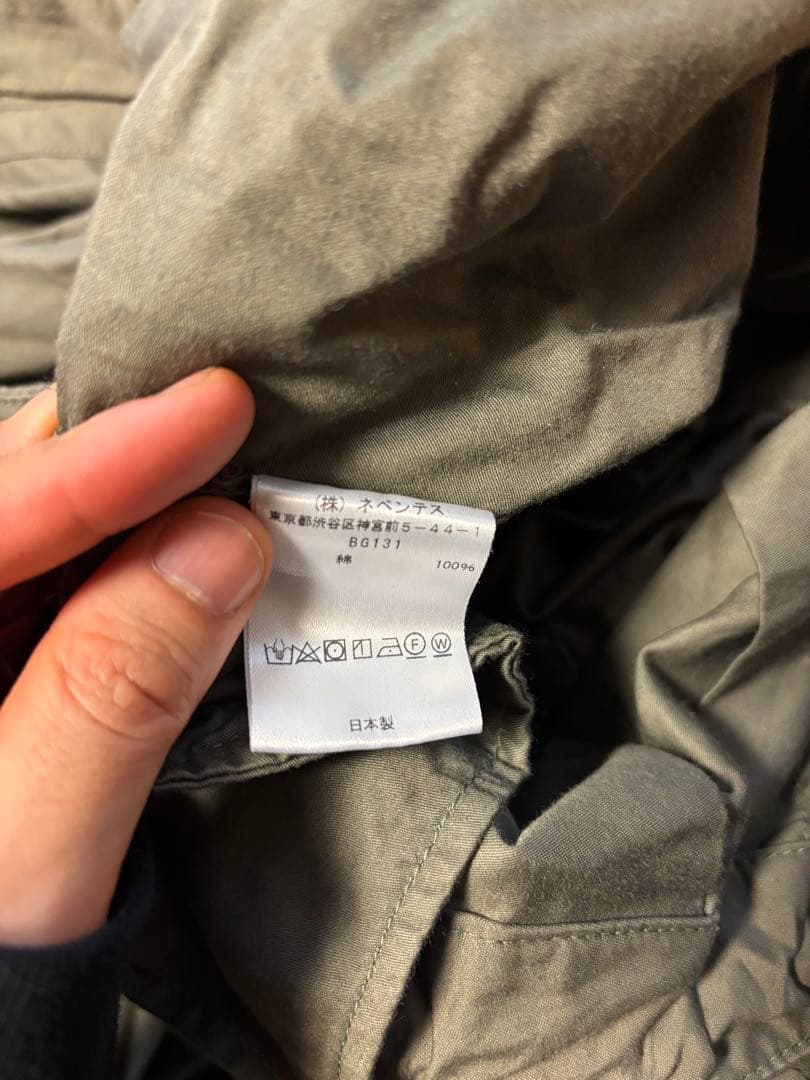 (株) ネペンテス
東京都渋谷区神宮前5-44-1
BG131
綿 100%
F W
日本製